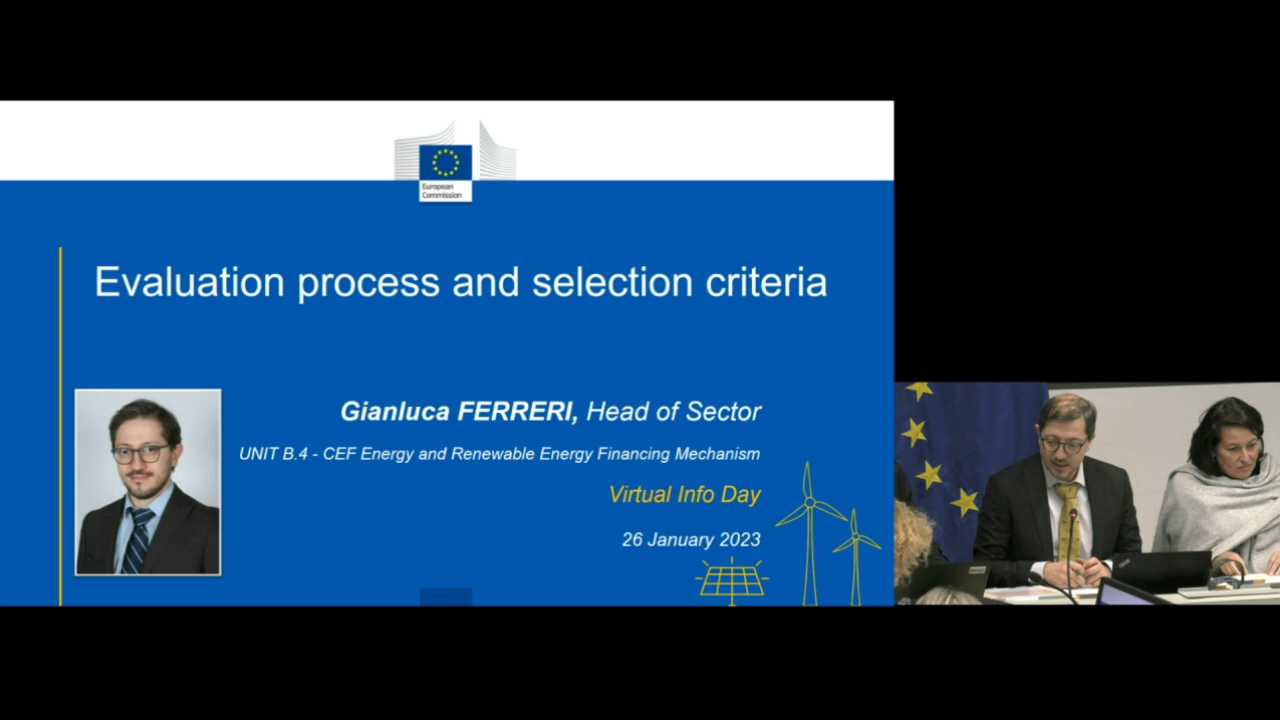 European
Commission
Evaluation process and selection criteria
Gianluca FERRERI, Head of Sector
UNIT B.4 - CEF Energy and Renewable Energy Financing Mechanism
Virtual Info Day
26 January 2023